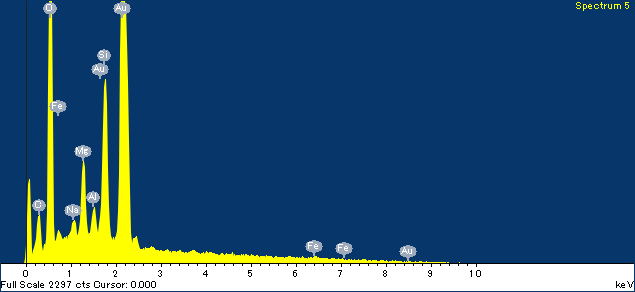 Spectrum 5
O Au
Si
Au
Fe
Mg
C Na Al
Fe Fe Au
0 1 2 3 4 5 6 7 8 9 10
Full Scale 2297 cts Cursor: 0.000 keV